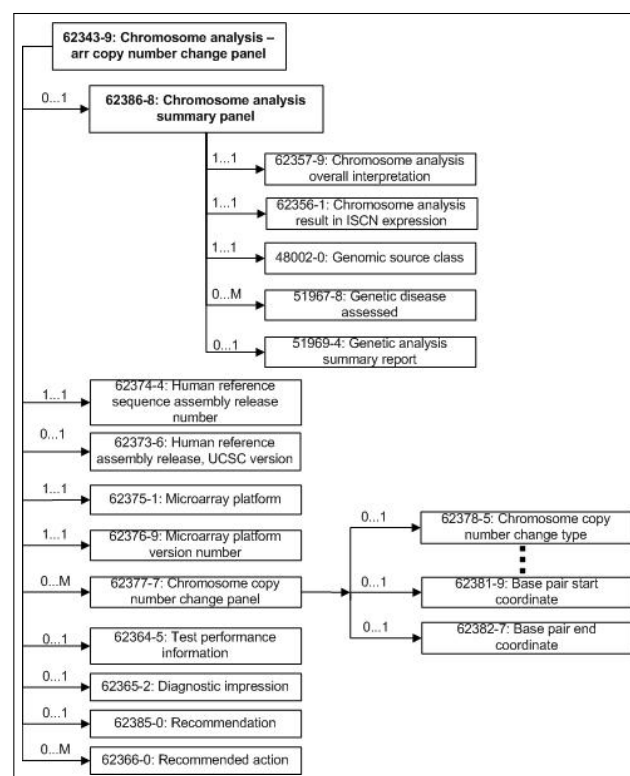 62343-9: Chromosome analysis –
arr copy number change panel
0...1
62386-8: Chromosome analysis
summary panel
1...1
62357-9: Chromosome analysis
overall interpretation
1...1
62356-1: Chromosome analysis
result in ISCN expression
1...1
48002-0: Genomic source class
0...M
51967-8: Genetic disease
assessed
0...1
51969-4: Genetic analysis
summary report
1...1
62374-4: Human reference
sequence assembly release
number
0...1
62373-6: Human reference
assembly release, UCSC version
1...1
62375-1: Microarray platform
1...1
62376-9: Microarray platform
version number
0...M
62377-7: Chromosome copy
number change panel
0...1
62378-5: Chromosome copy
number change type
0...1
62381-9: Base pair start
coordinate
0...1
62382-7: Base pair end
coordinate
0...1
62364-5: Test performance
information
0...1
62365-2: Diagnostic impression
0...1
62385-0: Recommendation
0...M
62366-0: Recommended action